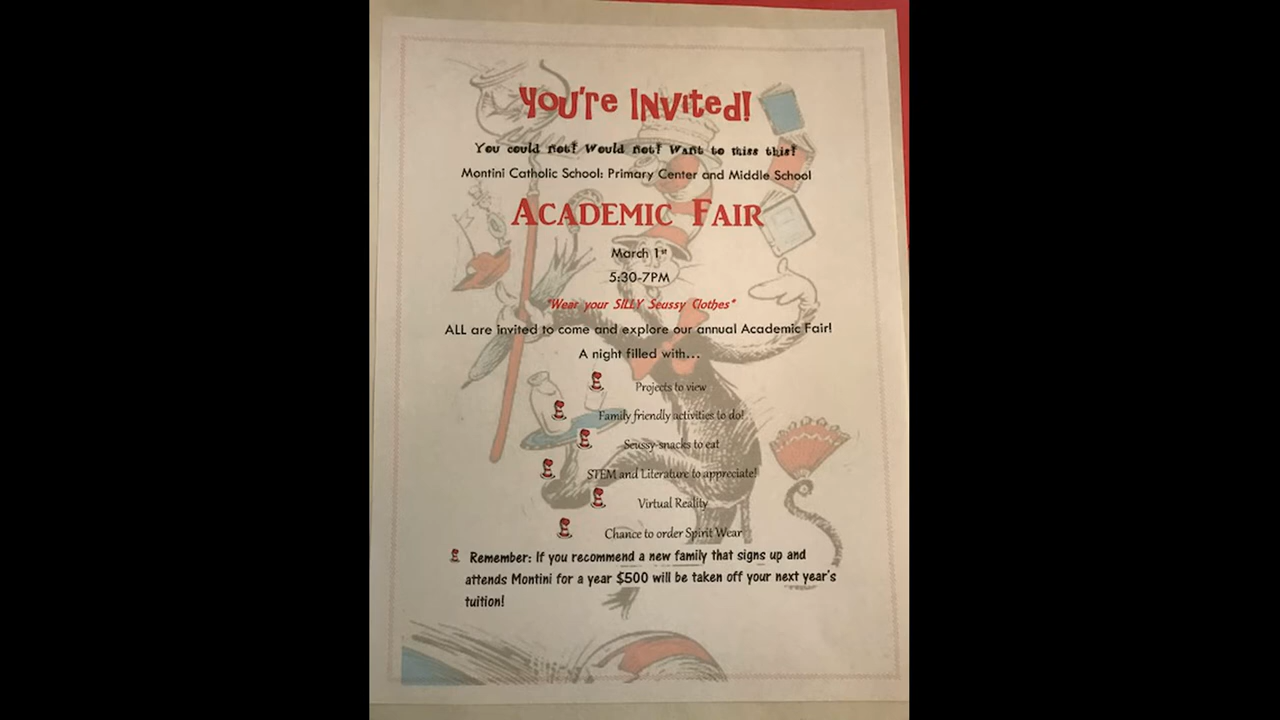 You're Invited!
You could not! Would not! Want to miss this!
Montini Catholic School: Primary Center and Middle School
Academic Fair
March 1st
5:30-7PM
*Wear your SILLY Seussy Clothes*
ALL are invited to come and explore our annual Academic Fair!
A night filled with...
Projects to view
Family friendly activities to do!
Seussy snacks to eat
STEM and Literature to appreciate!
Virtual Reality
Chance to order Spirit Wear
Remember: If you recommend a new family that signs up and
attends Montini for a year $500 will be taken off your next year's
tuition!